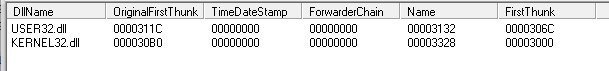 DllName OriginalFirstThunk TimeDateStamp ForwarderChain Name FirstThunk
USER32.dll 0000311C 00000000 00000000 00003132 0000306C
KERNEL32.dll 000030B0 00000000 00000000 00003328 00003000